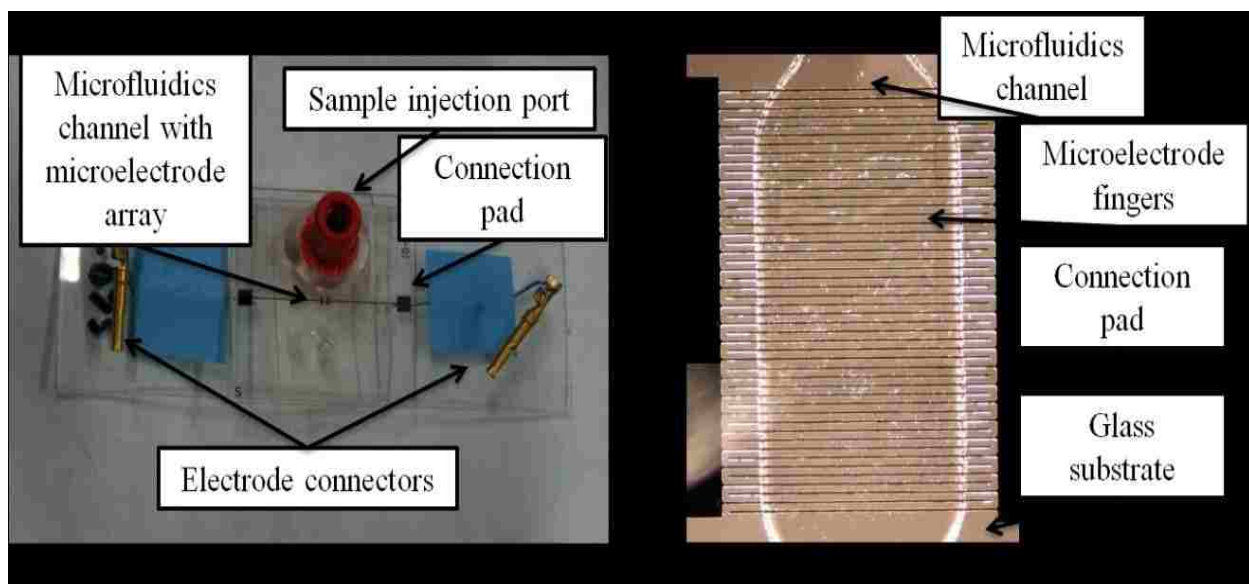 Microfluidics
channel with
microelectrode
array
Sample injection port
Connection
pad
Electrode connectors
Microfluidics
channel
Microelectrode
fingers
Connection
pad
Glass
substrate